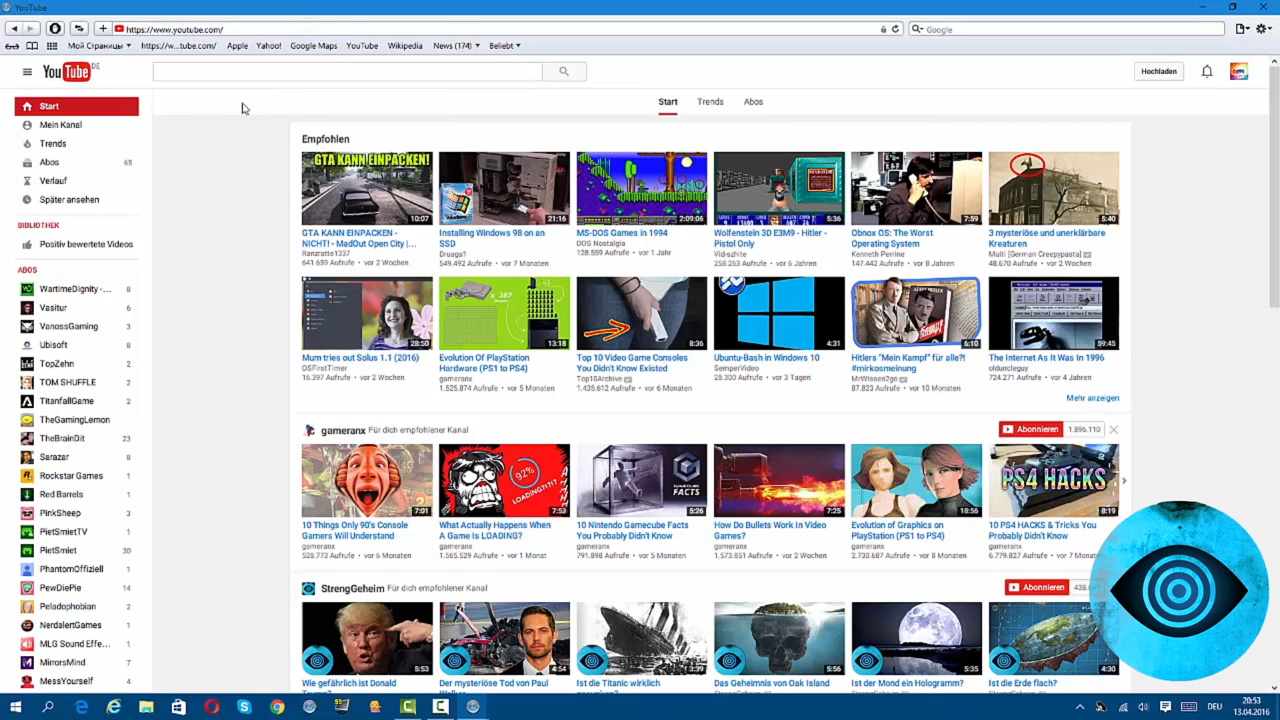 YouTube
https://www.youtube.com/
Google
Мой Страницы
https://w...tube.com/
Apple
Yahoo!
Google Maps
YouTube
Wikipedia
News (174)
Beliebt
YouTube DE
Hochladen
Start
Trends
Abos
Start
Mein Kanal
Trends
Abos 65
Verlauf
Später ansehen
BIBLIOTHEK
Positiv bewertete Videos
ABOS
WartimeDignity - ... 8
Vasitur 6
VanossGaming 3
Ubisoft 2
TopZehn 1
TOM SHUFFLE 2
TitanfallGame 2
TheGamingLemon
TheBrainDit 23
Sarazar 8
Rockstar Games 1
Red Barrels 1
PinkSheep 3
PietSmietTV 1
PietSmiet 30
PhantomOffiziell 1
PewDiePie 14
Peladophobian 2
NerdalertGames 1
MLG Sound Effe... 1
MirrorsMind 7
MessYourself 4
Empfohlen
GTA KANN EINPACKEN!
10:07
GTA KANN EINPACKEN -
NICHT! - MadOut Open City |...
Ranzratte1337
641.659 Aufrufe • vor 2 Wochen
21:16
Installing Windows 98 on an
SSD
Druaga1
549.492 Aufrufe • vor 7 Monaten
2:09:06
MS-DOS Games in 1994
DOS Nostalgia
128.559 Aufrufe • vor 1 Jahr
5:36
Wolfenstein 3D E3M9 - Hitler -
Pistol Only
Vid-szhite
258.263 Aufrufe • vor 6 Jahren
7:59
Obnox OS: The Worst
Operating System
Kenneth Perrine
147.442 Aufrufe • vor 8 Jahren
5:40
3 mysteriöse und unerklärbare
Kreaturen
Multi [German Creepypasta]
48.670 Aufrufe • vor 2 Wochen
28:50
Mum tries out Solus 1.1 (2016)
OSFirstTimer
16.397 Aufrufe • vor 2 Wochen
x 387
13:18
Evolution Of PlayStation
Hardware (PS1 to PS4)
gameranx
1.525.874 Aufrufe • vor 5 Monaten
8:36
Top 10 Video Game Consoles
You Didn't Know Existed
Top10Archive
1.435.612 Aufrufe • vor 6 Monaten
4:31
Ubuntu-Bash in Windows 10
SemperVideo
28.300 Aufrufe • vor 3 Tagen
Kampf
6:10
Hitlers "Mein Kampf" für alle?!
#mirkosmeinung
MrWissen2go
87.823 Aufrufe • vor 10 Monaten
59:45
The Internet As It Was In 1996
olduncleguy
724.271 Aufrufe • vor 4 Jahren
Mehr anzeigen
gameranx Für dich empfohlener Kanal
Abonnieren 1.896.110
7:01
10 Things Only 90's Console
Gamers Will Understand
gameranx
528.773 Aufrufe • vor 6 Monaten
92%
LOADING?!?!?
7:53
What Actually Happens When
A Game Is LOADING?
gameranx
1.565.529 Aufrufe • vor 1 Monat
GAMECUBE
FACTS
5:26
10 Nintendo Gamecube Facts
You Probably Didn't Know
gameranx
791.898 Aufrufe • vor 5 Monaten
7:25
How Do Bullets Work In Video
Games?
gameranx
1.573.651 Aufrufe • vor 2 Wochen
18:56
Evolution of Graphics on
PlayStation (PS1 to PS4)
gameranx
2.730.687 Aufrufe • vor 8 Monaten
PS4 HACKS
8:19
10 PS4 HACKS & Tricks You
Probably Didn't Know
gameranx
6.779.827 Aufrufe • vor 7 Monaten
StrengGeheim Für dich empfohlener Kanal
Abonnieren
5:53
Wie gefährlich ist Donald
4:54
Der mysteriöse Tod von Paul
2:39
Ist die Titanic wirklich
5:56
Das Geheimnis von Oak Island
5:35
Ist der Mond ein Hologramm?
4:30
Ist die Erde flach?
DEU
20:53
13.04.2016